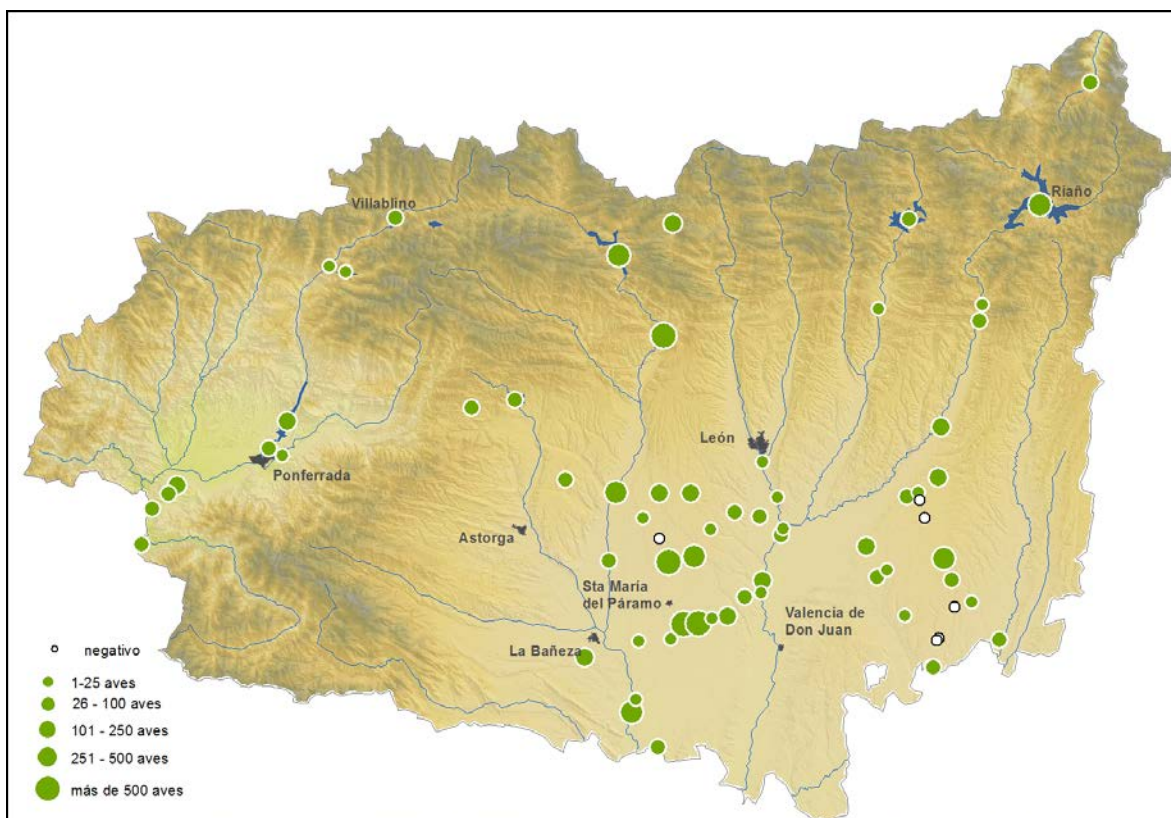 Riaño
Villablino
León
Ponferrada
Astorga
Sta María
del Páramo
Valencia de
Don Juan
La Bañeza
negativo
1-25 aves
26 - 100 aves
101 - 250 aves
251 - 500 aves
más de 500 aves